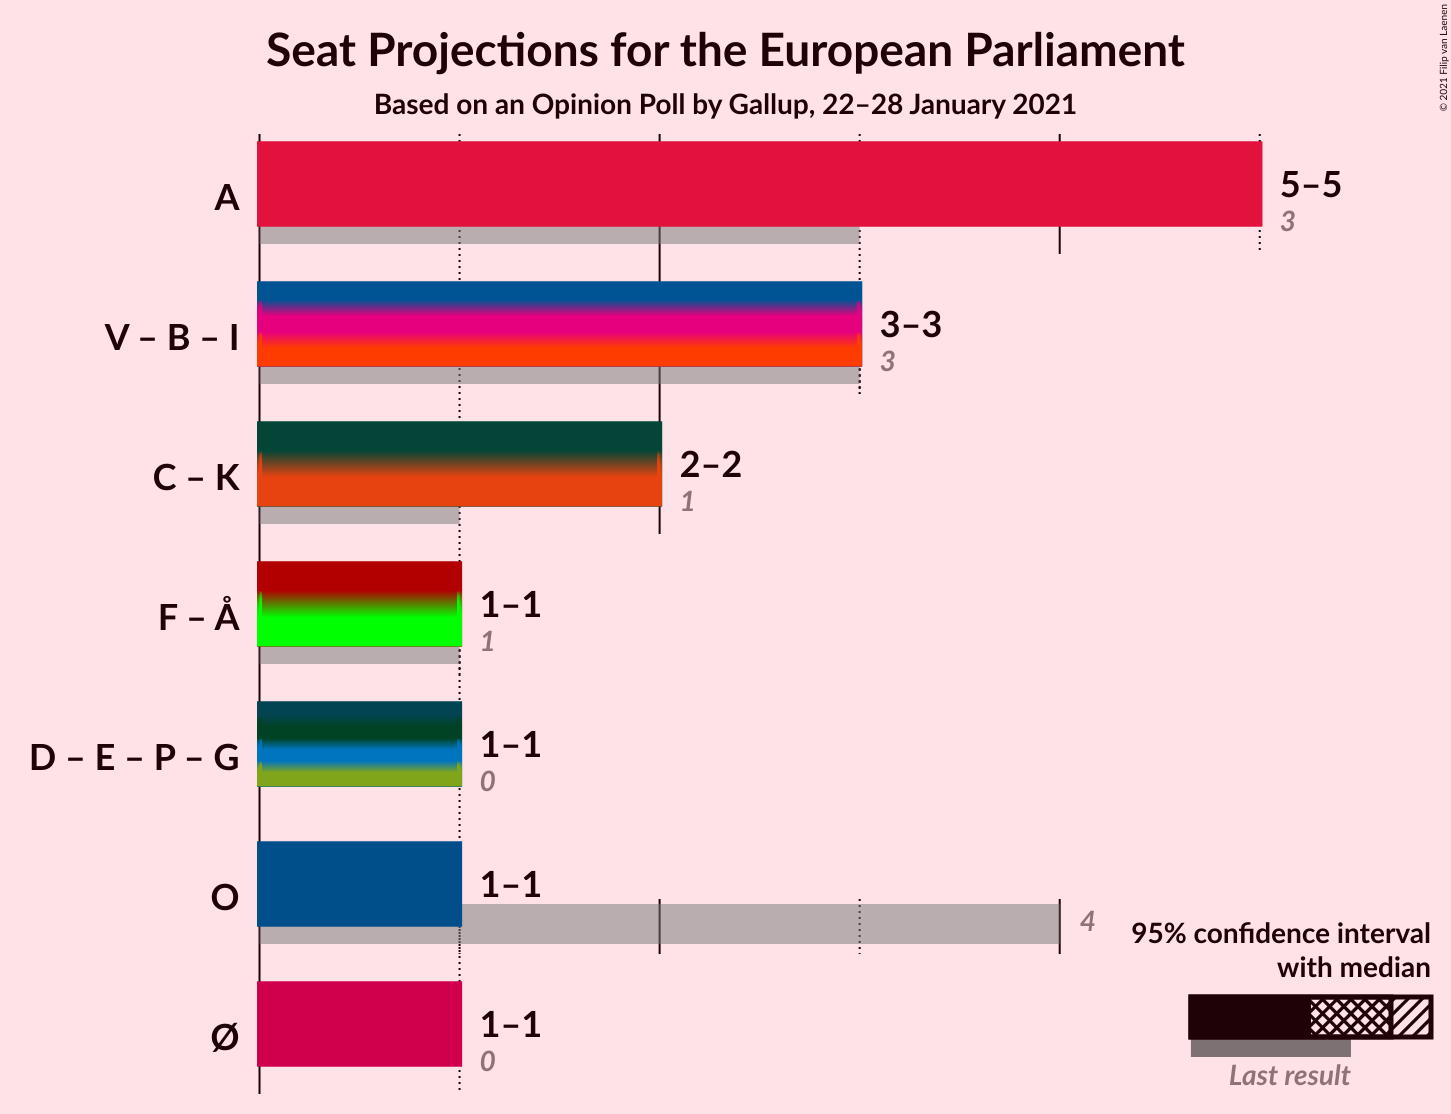 Seat Projections for the European Parliament
Based on an Opinion Poll by Gallup, 22–28 January 2021
© 2021 Filip van Laenen
A
5–5
3
V – B – I
3–3
3
C – K
2–2
1
F – Å
1–1
1
D – E – P – G
1–1
0
O
1–1
4
Ø
1–1
0
95% confidence interval
with median
Last result